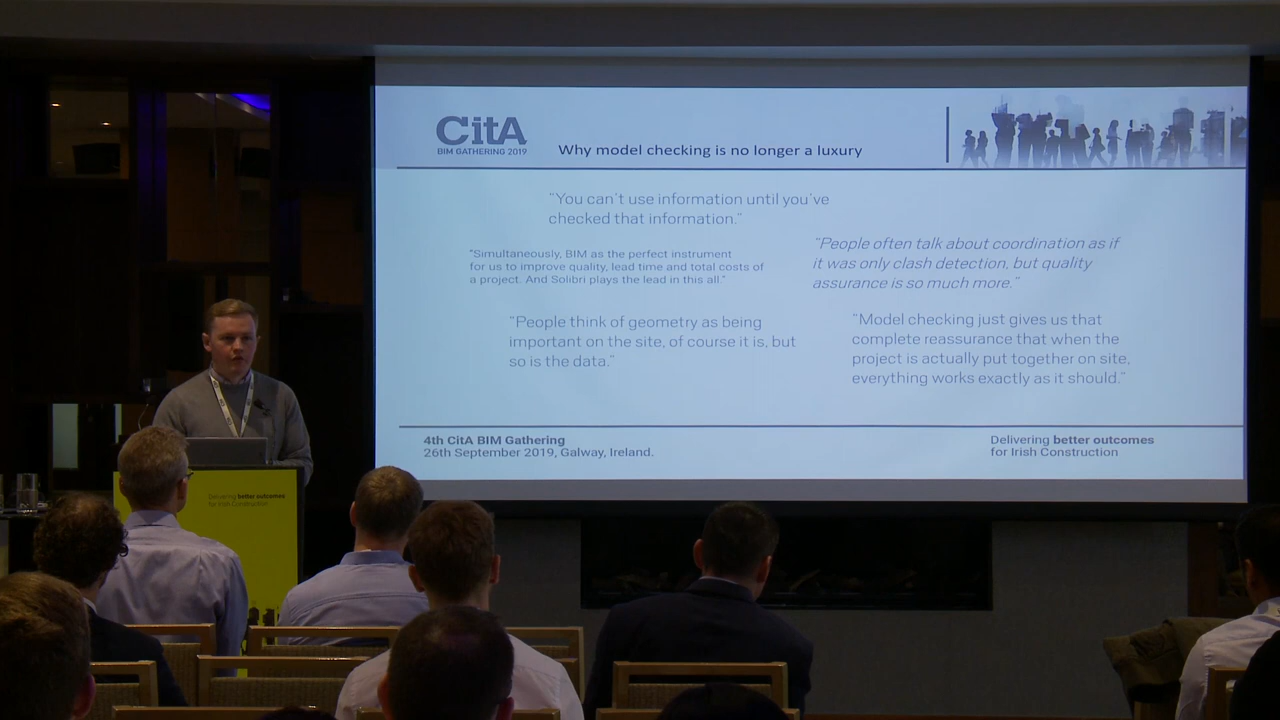 CitA
BIM GATHERING 2019
Why model checking is no longer a luxury
"You can't use information until you've
checked that information."
"Simultaneously, BIM as the perfect instrument
for us to improve quality, lead time and total costs of
a project. And Solibri plays the lead in this all."
"People often talk about coordination as if
it was only clash detection, but quality
assurance is so much more."
"People think of geometry as being
important on the site, of course it is, but
so is the data."
"Model checking just gives us that
complete reassurance that when the
project is actually put together on site,
everything works exactly as it should."
4th CitA BIM Gathering
26th September 2019, Galway, Ireland.
Delivering better outcomes
for Irish Construction
Delivering better outcomes
for Irish Construction